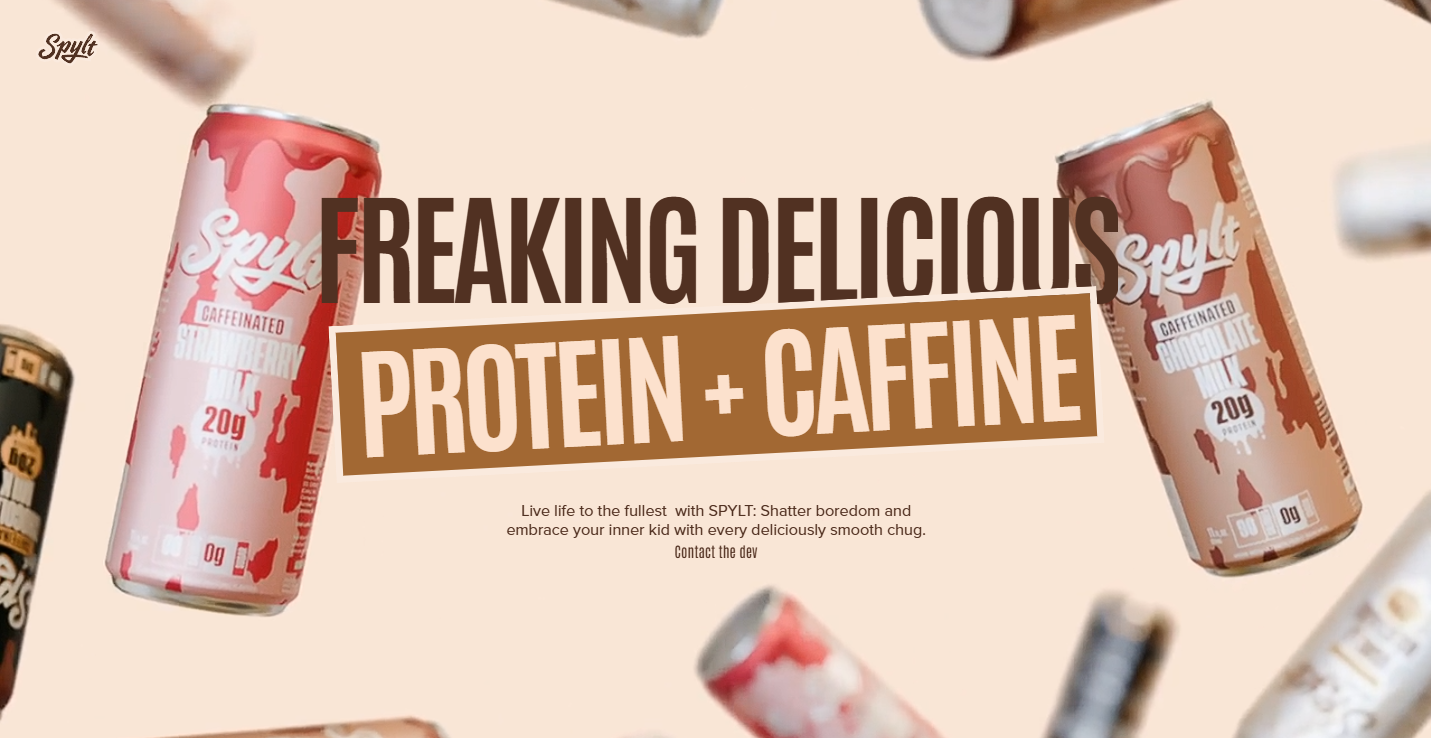 Spylt
FREAKING DELICIOUS
PROTEIN + CAFFINE
Live life to the fullest with SPYLT: Shatter boredom and
embrace your inner kid with every deliciously smooth chug.
Contact the dev
Spylt
CAFFEINATED
STRAWBERRY
MILK
20g
PROTEIN
0g
Spylt
CAFFEINATED
CHOCOLATE
MILK
20g
PROTEIN
0g